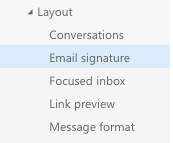 Layout
Conversations
Email signature
Focused inbox
Link preview
Message format